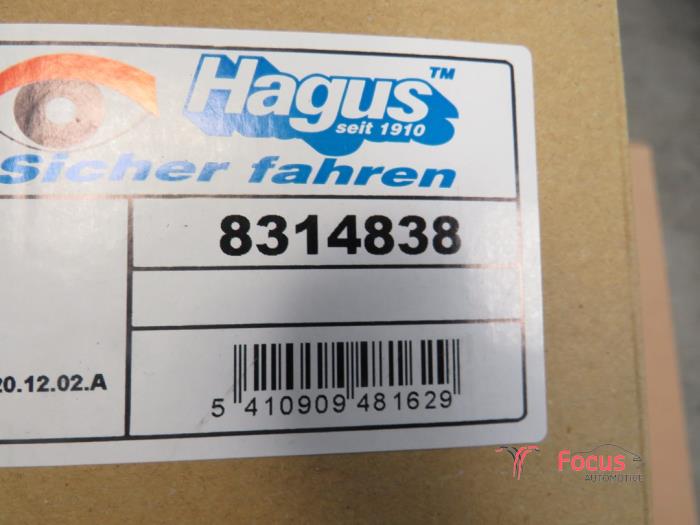 Hagus™
seit 1910
Sicher fahren
8314838
20.12.02.A
5 410909 481629
Focus
AUTOMOTIVE